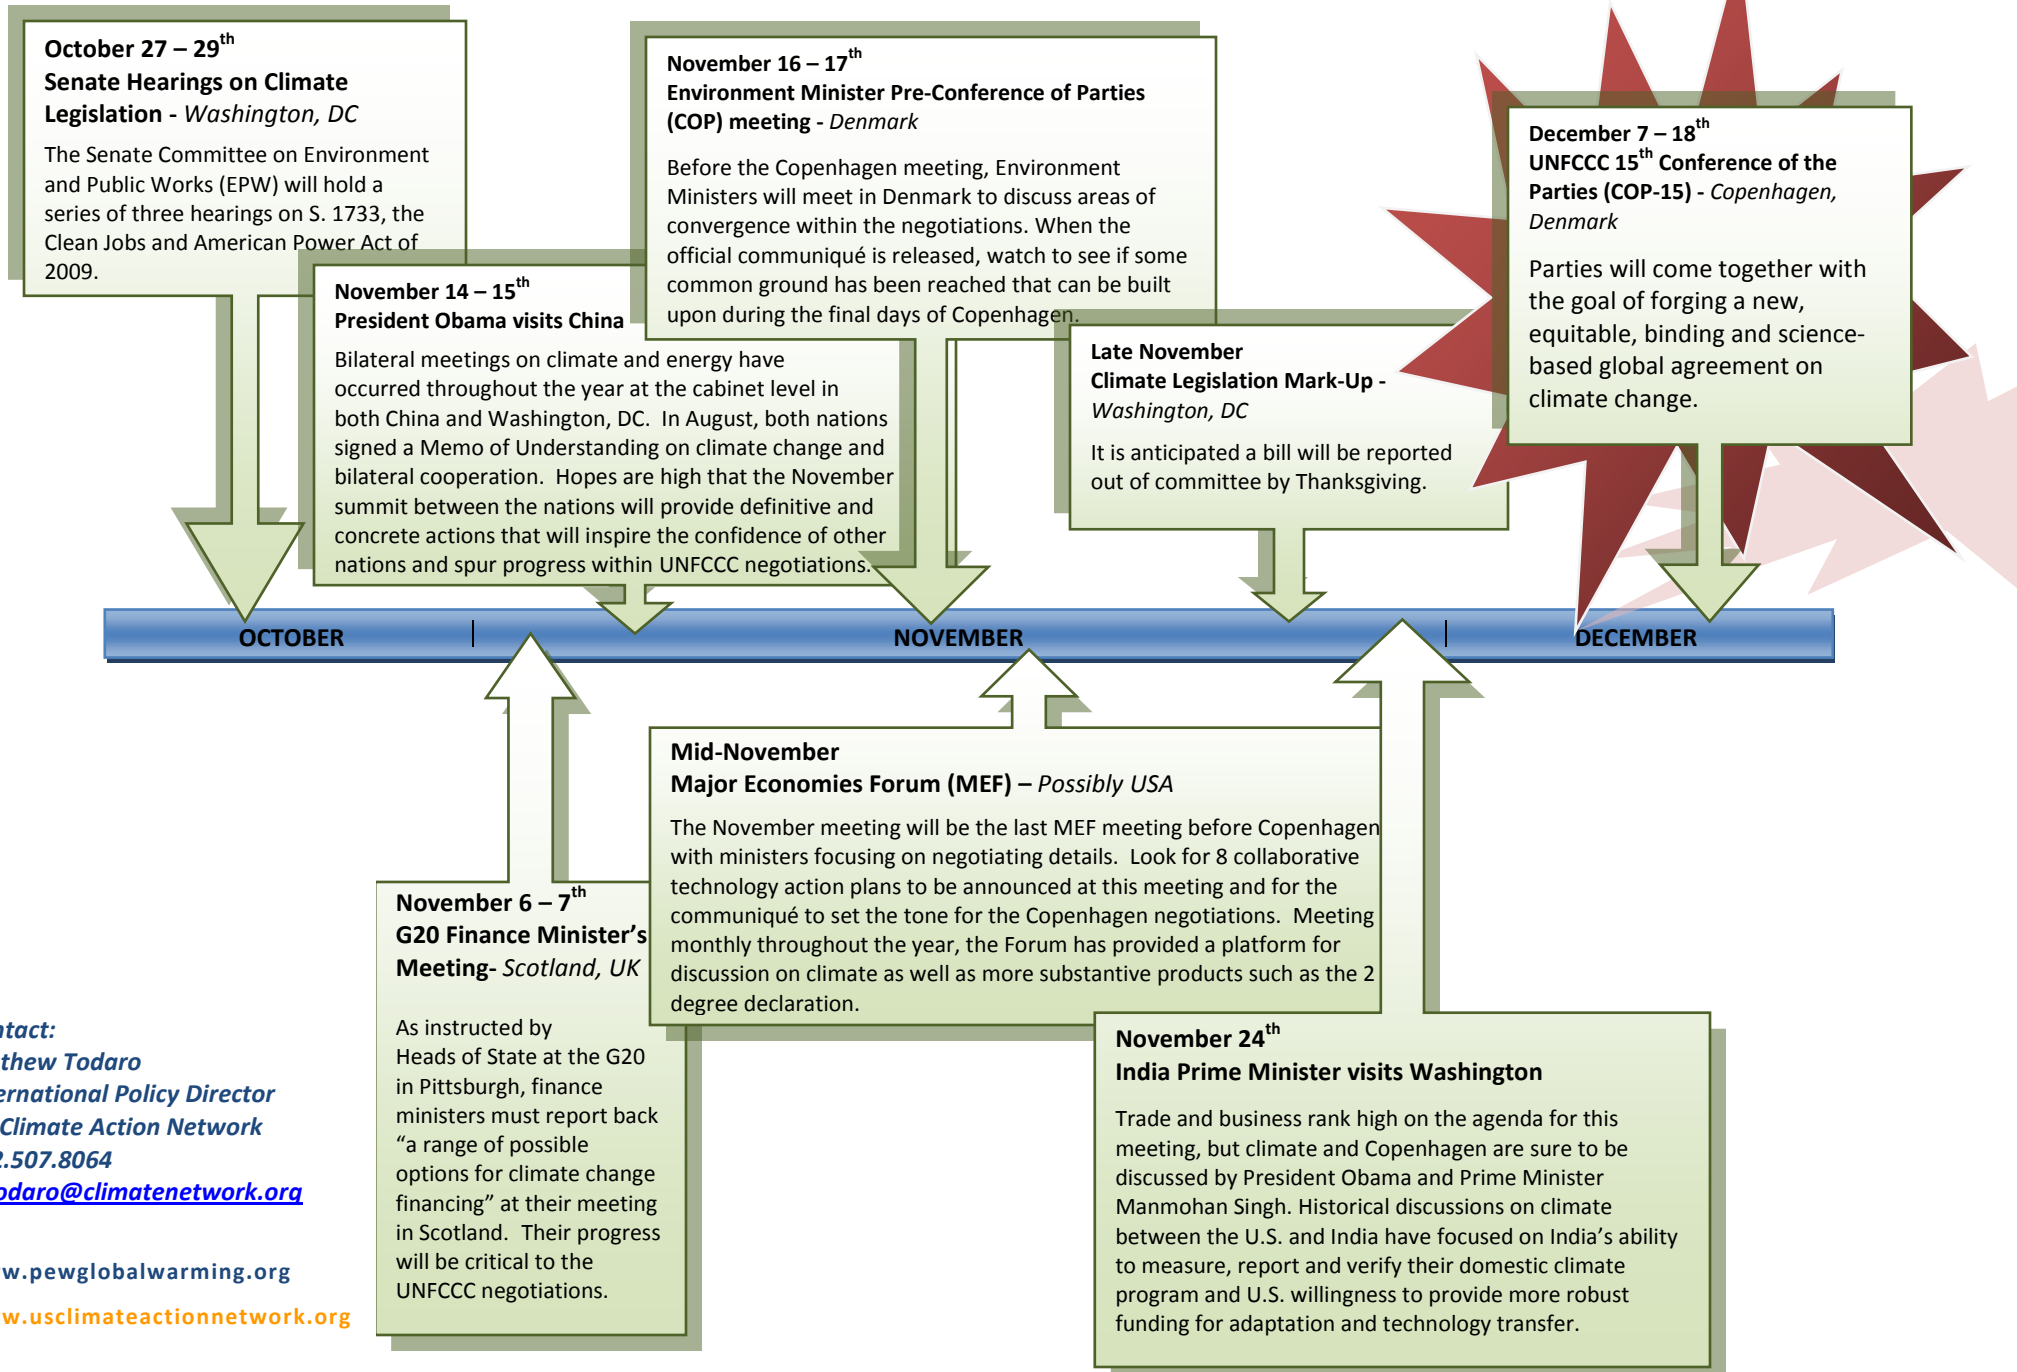 October 27 – 29th
Senate Hearings on Climate
Legislation - Washington, DC
The Senate Committee on Environment
and Public Works (EPW) will hold a
series of three hearings on S. 1733, the
Clean Jobs and American Power Act of
2009.
November 14 – 15th
President Obama visits China
Bilateral meetings on climate and energy have
occurred throughout the year at the cabinet level in
both China and Washington, DC.  In August, both nations
signed a Memo of Understanding on climate change and
bilateral cooperation.  Hopes are high that the November
summit between the nations will provide definitive and
concrete actions that will inspire the confidence of other
nations and spur progress within UNFCCC negotiations.
November 16 – 17th
Environment Minister Pre-Conference of Parties
(COP) meeting - Denmark
Before the Copenhagen meeting, Environment
Ministers will meet in Denmark to discuss areas of
convergence within the negotiations. When the
official communiqué is released, watch to see if some
common ground has been reached that can be built
upon during the final days of Copenhagen.
Late November
Climate Legislation Mark-Up -
Washington, DC
It is anticipated a bill will be reported
out of committee by Thanksgiving.
December 7 – 18th
UNFCCC 15th Conference of the
Parties (COP-15) - Copenhagen,
Denmark
Parties will come together with
the goal of forging a new,
equitable, binding and science-
based global agreement on
climate change.
OCTOBER
NOVEMBER
DECEMBER
November 6 – 7th
G20 Finance Minister’s
Meeting- Scotland, UK
As instructed by
Heads of State at the G20
in Pittsburgh, finance
ministers must report back
“a range of possible
options for climate change
financing” at their meeting
in Scotland.  Their progress
will be critical to the
UNFCCC negotiations.
Mid-November
Major Economies Forum (MEF) – Possibly USA
The November meeting will be the last MEF meeting before Copenhagen
with ministers focusing on negotiating details.  Look for 8 collaborative
technology action plans to be announced at this meeting and for the
communiqué to set the tone for the Copenhagen negotiations.  Meeting
monthly throughout the year, the Forum has provided a platform for
discussion on climate as well as more substantive products such as the 2
degree declaration.
November 24th
India Prime Minister visits Washington
Trade and business rank high on the agenda for this
meeting, but climate and Copenhagen are sure to be
discussed by President Obama and Prime Minister
Manmohan Singh. Historical discussions on climate
between the U.S. and India have focused on India’s ability
to measure, report and verify their domestic climate
program and U.S. willingness to provide more robust
funding for adaptation and technology transfer.
ntact:
thew Todaro
ernational Policy Director
Climate Action Network
2.507.8064
odaro@climatenetwork.org
w.pewglobalwarming.org
w.usclimateactionnetwork.org